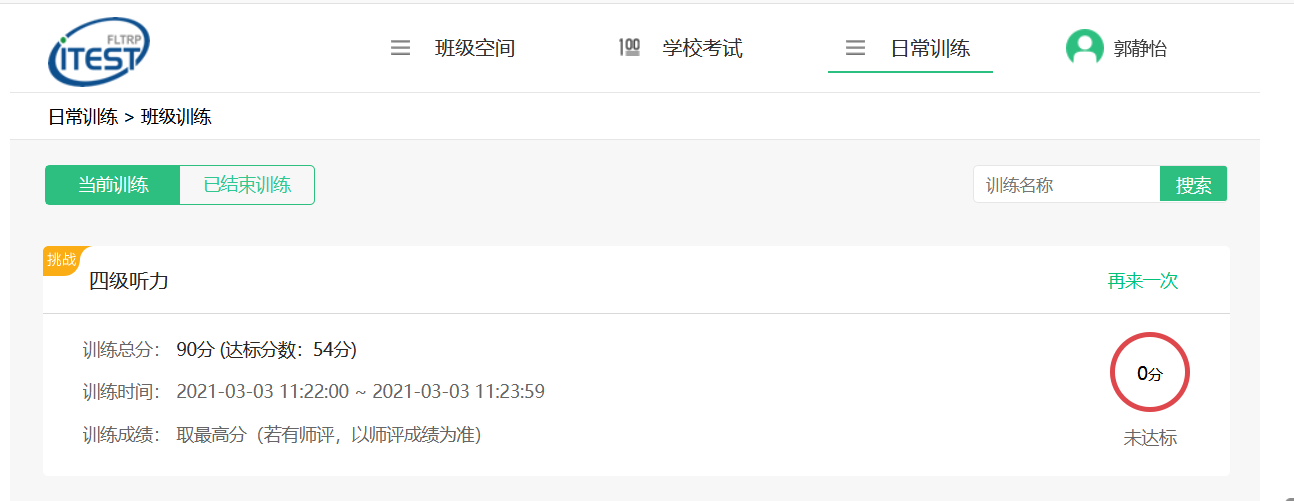 FLTRP
iTEST
班级空间
100 学校考试
日常训练
郭静怡
日常训练 > 班级训练
当前训练 已结束训练
训练名称 搜索
挑战
四级听力 再来一次
训练总分： 90分 (达标分数：54分)
训练时间： 2021-03-03 11:22:00 ~ 2021-03-03 11:23:59
0分
训练成绩： 取最高分（若有师评，以师评成绩为准）
未达标